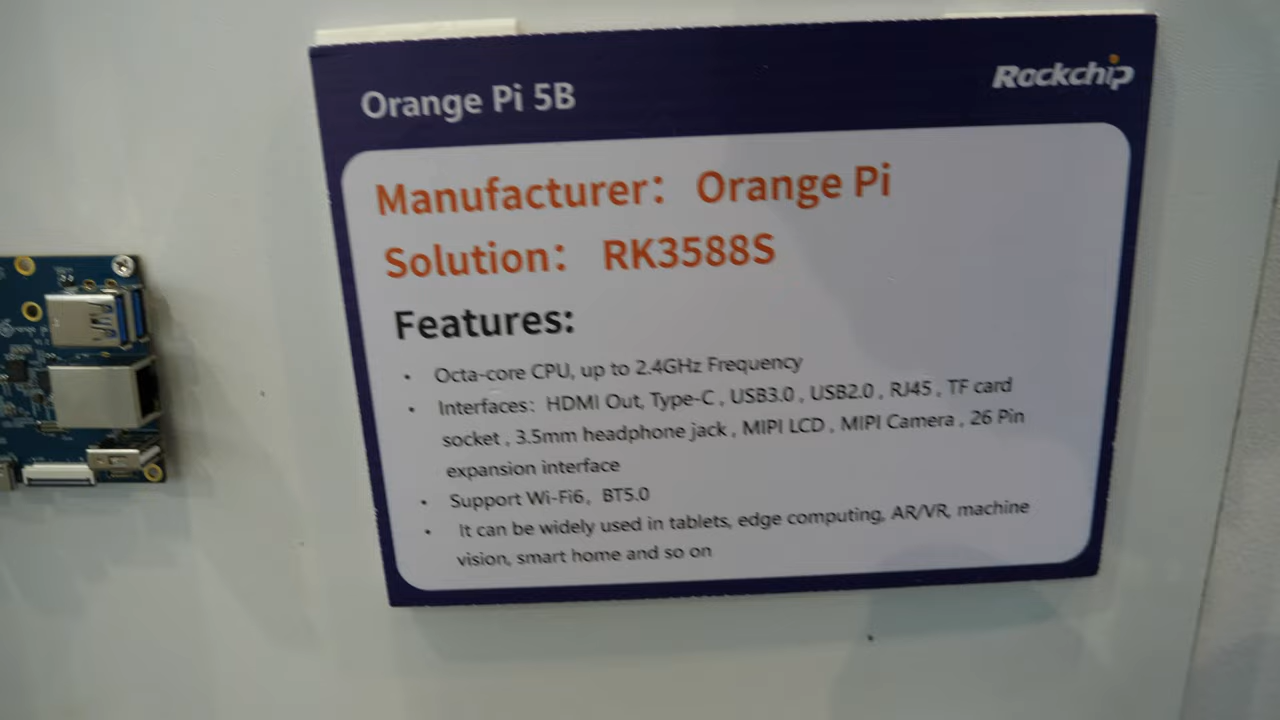 Orange Pi 5B
Rockchip
Manufacturer: Orange Pi
Solution: RK3588S
Features:
• Octa-core CPU, up to 2.4GHz Frequency
• Interfaces: HDMI Out, Type-C , USB3.0 , USB2.0 , RJ45 , TF card
socket , 3.5mm headphone jack , MIPI LCD , MIPI Camera , 26 Pin
expansion interface
• Support Wi-Fi6, BT5.0
• It can be widely used in tablets, edge computing, AR/VR, machine
vision, smart home and so on